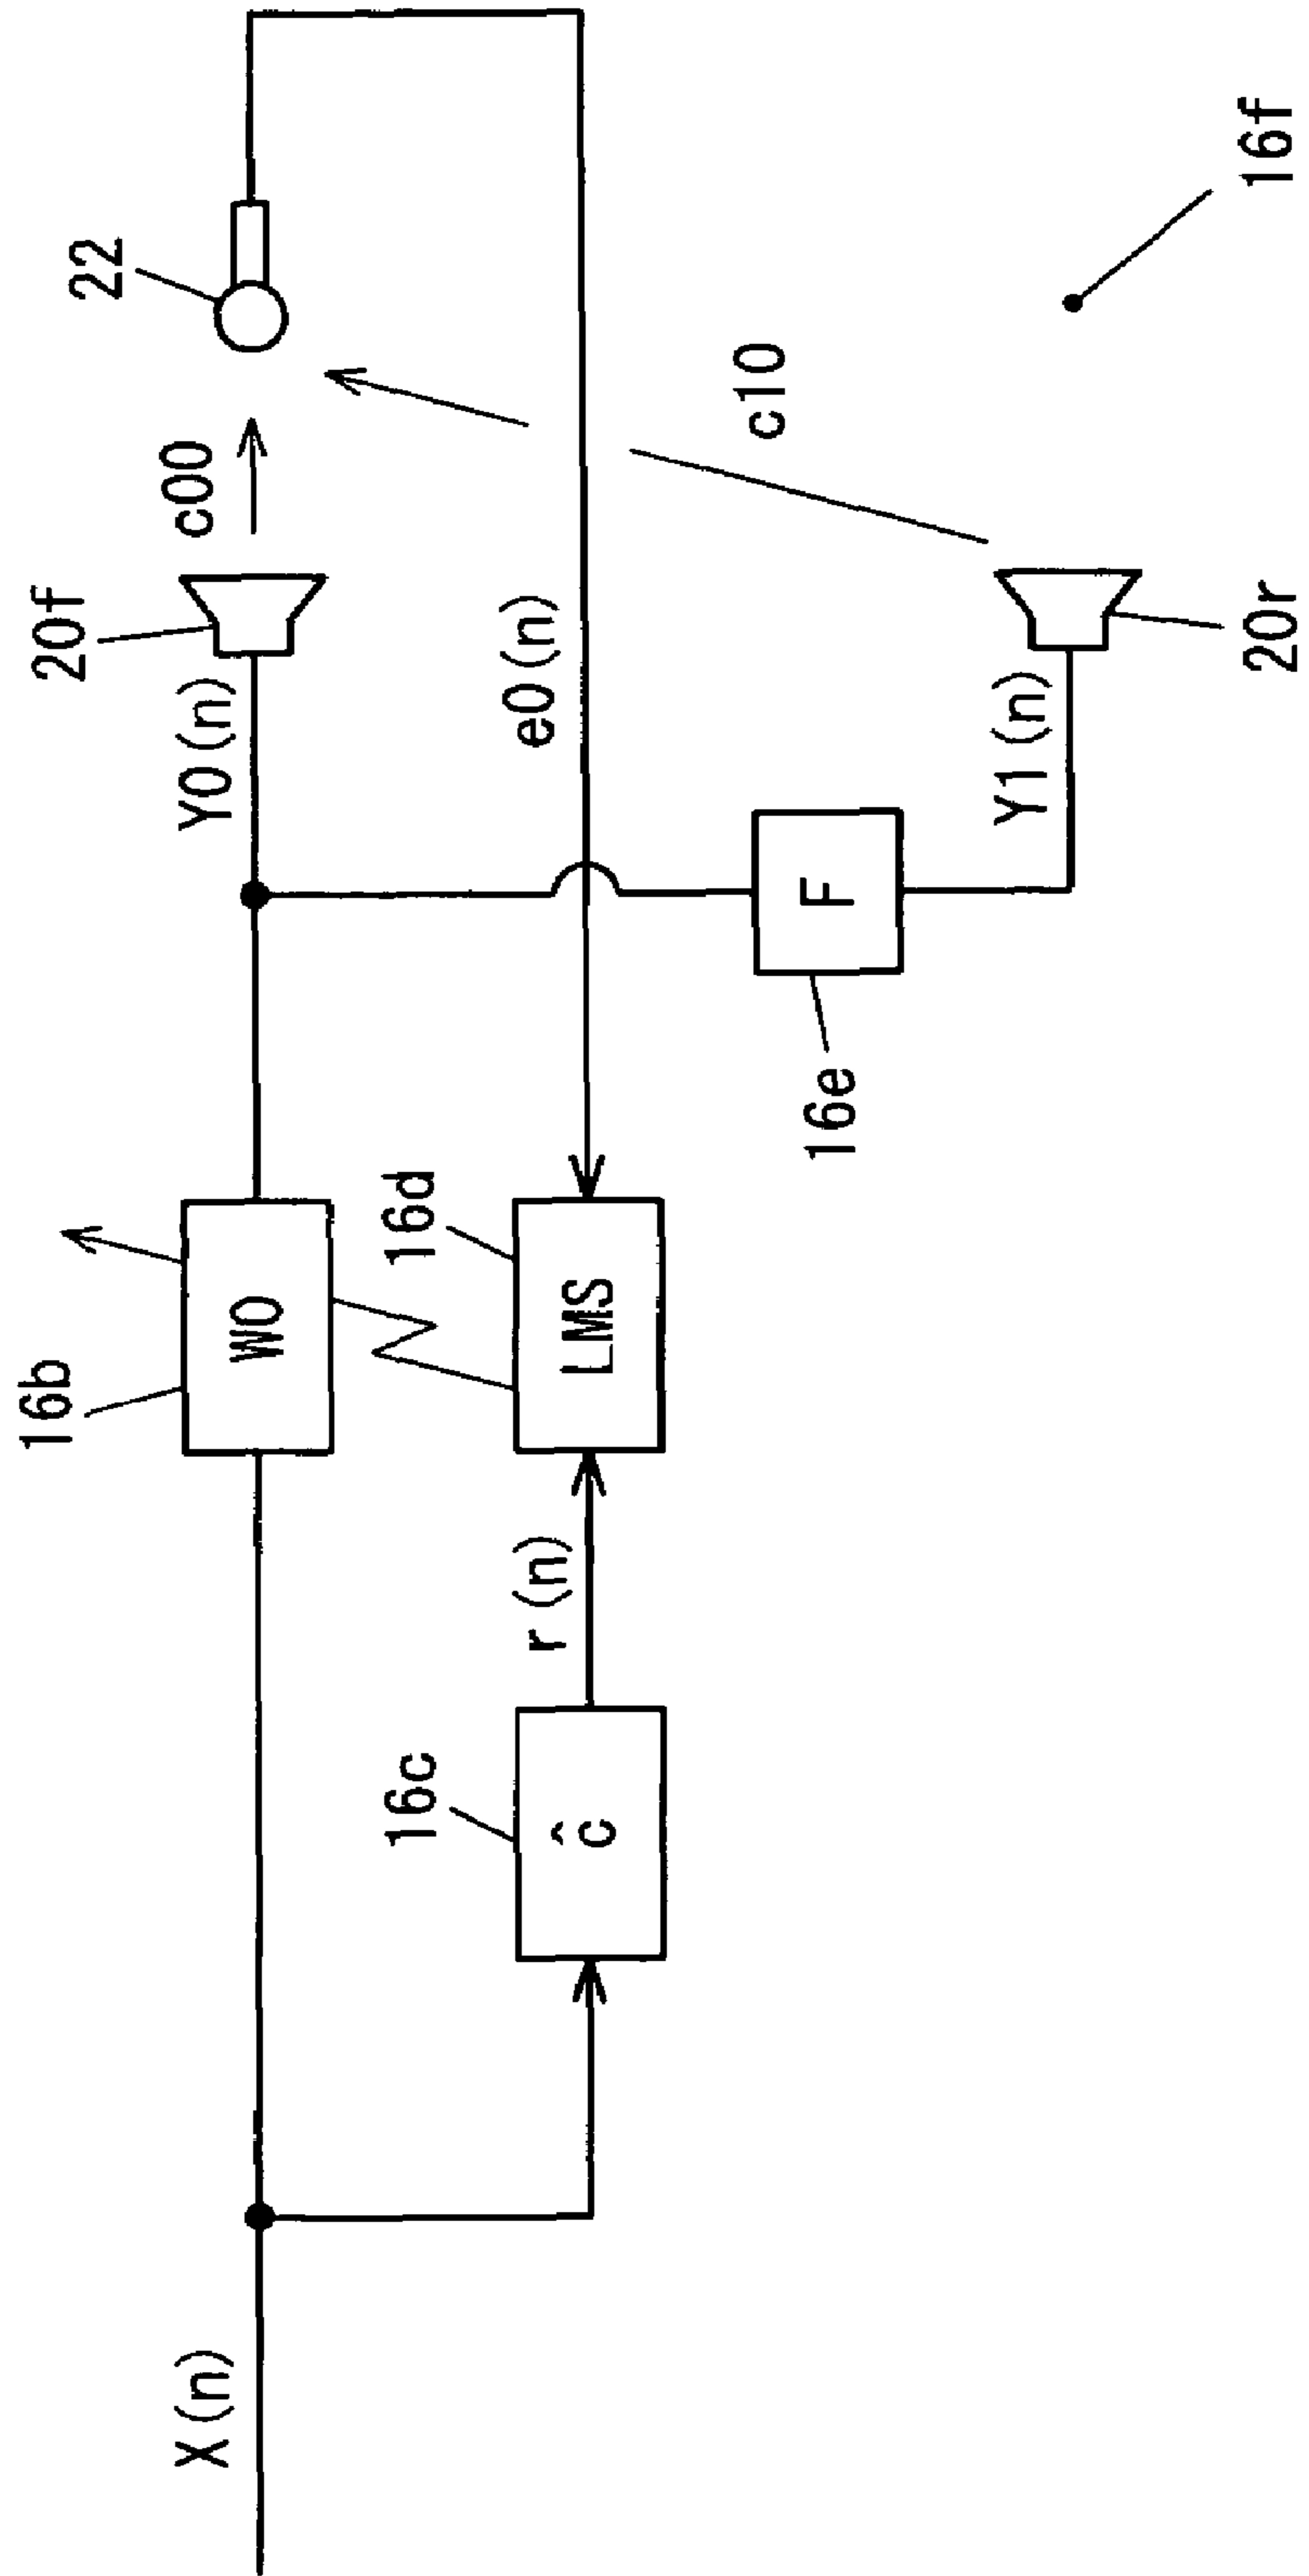 16b
20f
22
X(n)
W0
Y0(n)
c00
16c
16d
e0(n)
ĉ
r(n)
LMS
c10
16e
F
Y1(n)
20r
16f